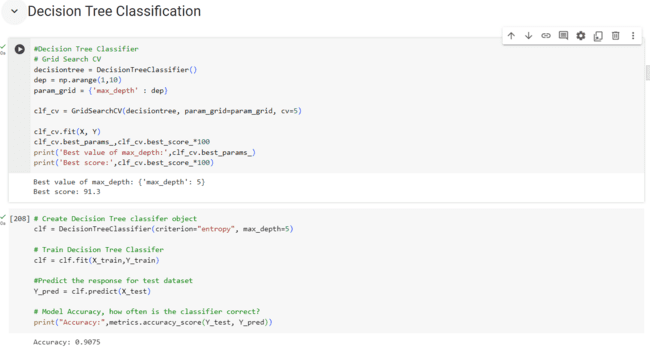 Decision Tree Classification
#Decision Tree Classifier
# Grid Search CV
decisiontree = DecisionTreeClassifier()
dep = np.arange(1,10)
param_grid = {'max_depth' : dep}
clf_cv = GridSearchCV(decisiontree, param_grid=param_grid, cv=5)
clf_cv.fit(X, Y)
clf_cv.best_params_,clf_cv.best_score_*100
print('Best value of max_depth:',clf_cv.best_params_)
print('Best score:',clf_cv.best_score_*100)
Best value of max_depth: {'max_depth': 5}
Best score: 91.3
[208] # Create Decision Tree classifer object
clf = DecisionTreeClassifier(criterion="entropy", max_depth=5)
# Train Decision Tree Classifer
clf = clf.fit(X_train,Y_train)
#Predict the response for test dataset
Y_pred = clf.predict(X_test)
# Model Accuracy, how often is the classifier correct?
print("Accuracy:",metrics.accuracy_score(Y_test, Y_pred))
Accuracy: 0.9075